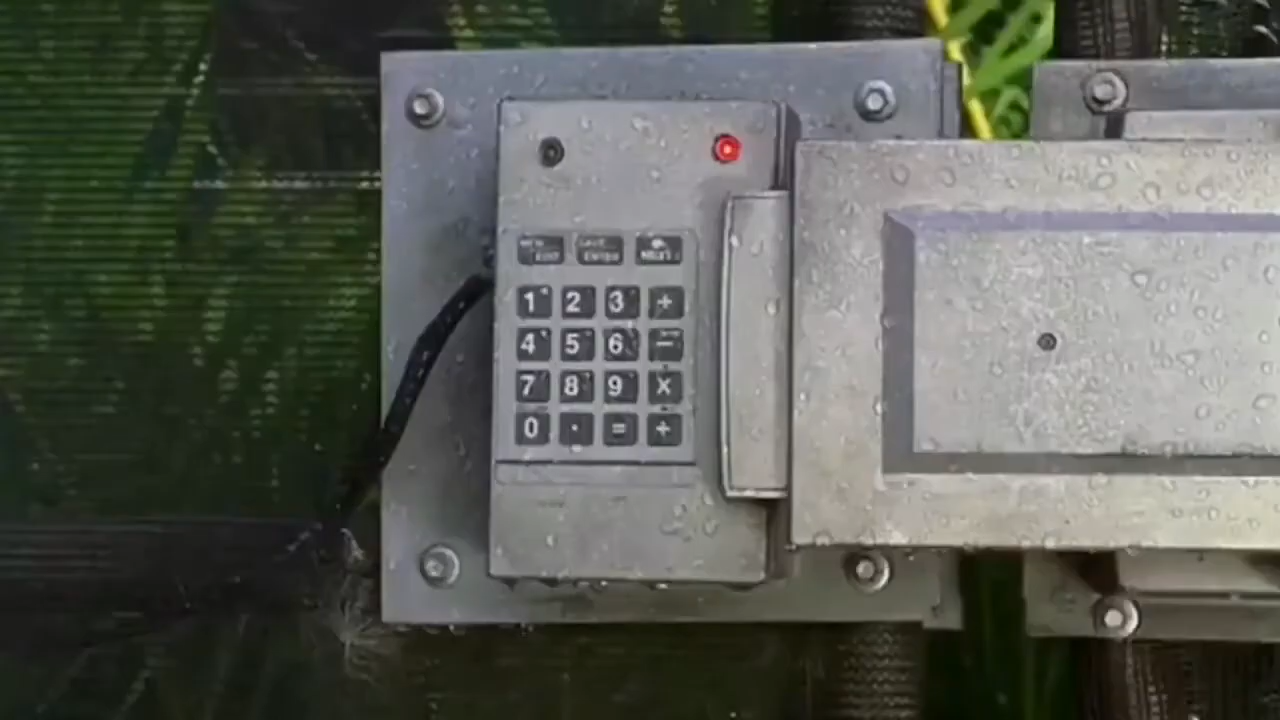 1 2 3 +
4 5 6 −
7 8 9 X
0 . = ÷